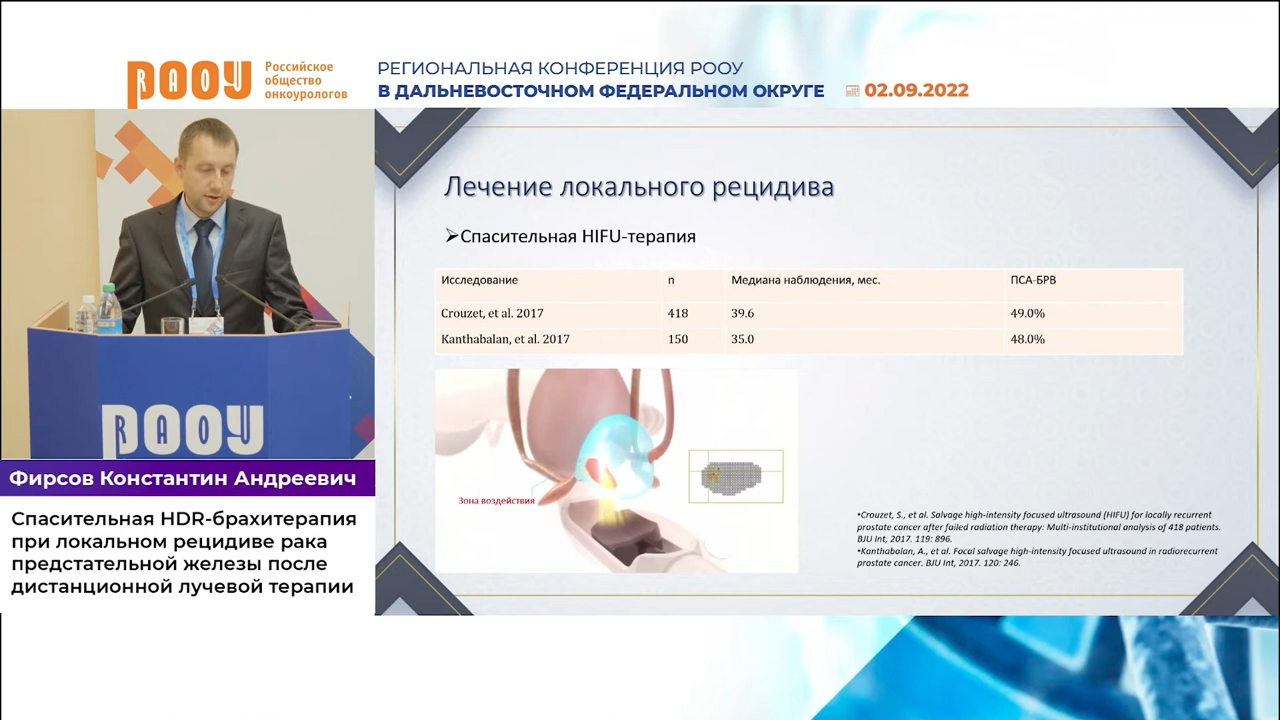 RAOU
РООУ
Российское
общество
онкоурологов
РЕГИОНАЛЬНАЯ КОНФЕРЕНЦИЯ РООУ
В ДАЛЬНЕВОСТОЧНОМ ФЕДЕРАЛЬНОМ ОКРУГЕ
02.09.2022
Лечение локального рецидива
➢Спасительная HIFU-терапия
Исследование n Медиана наблюдения, мес. ПСА-БРВ
Crouzet, et al. 2017 418 39.6 49.0%
Kanthabalan, et al. 2017 150 35.0 48.0%
Зона воздействия
•Crouzet, S., et al. Salvage high-intensity focused ultrasound (HIFU) for locally recurrent
prostate cancer after failed radiation therapy: Multi-institutional analysis of 418 patients.
BJU Int, 2017. 119: 896.
•Kanthabalan, A., et al. Focal salvage high-intensity focused ultrasound in radiorecurrent
prostate cancer. BJU Int, 2017. 120: 246.
RAOU
РООУ
Фирсов Константин Андреевич
Спасительная HDR-брахитерапия
при локальном рецидиве рака
предстательной железы после
дистанционной лучевой терапии